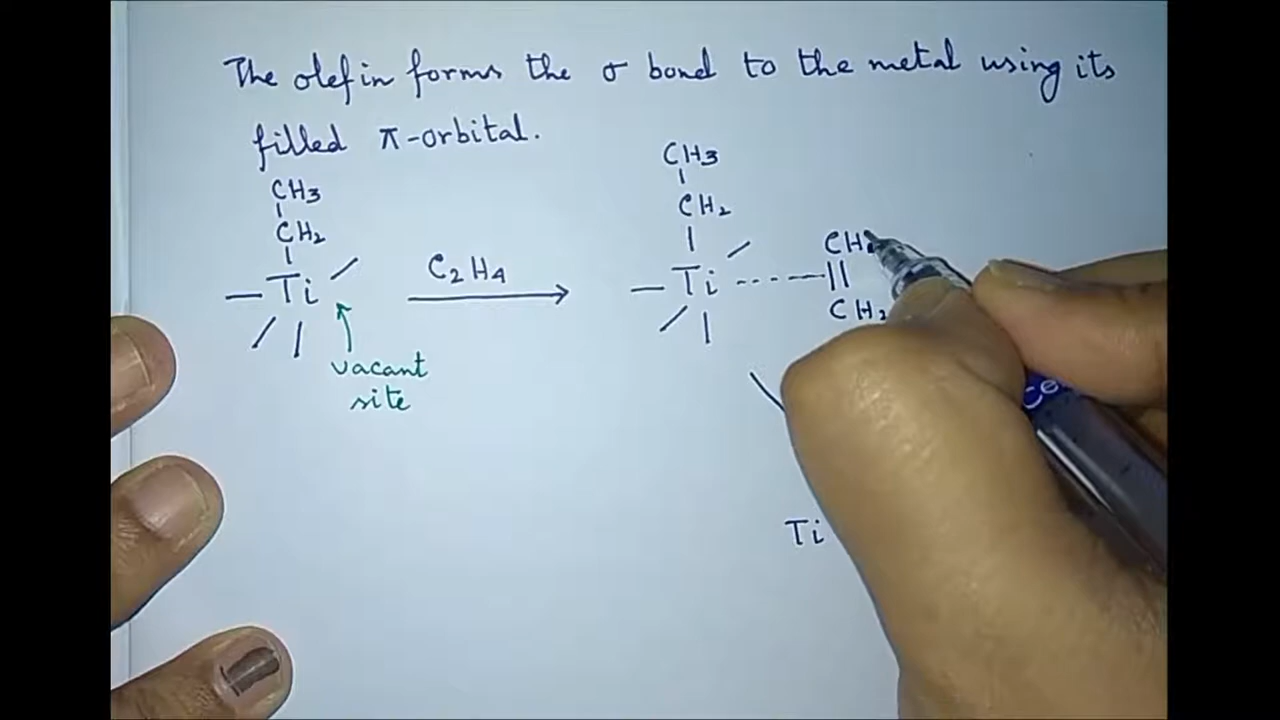 The olefin forms the σ bond to the metal using its
filled π-orbital.
CH3
CH2
Ti
C2H4
vacant
site
CH3
CH2
Ti
CH2
CH2
Ti